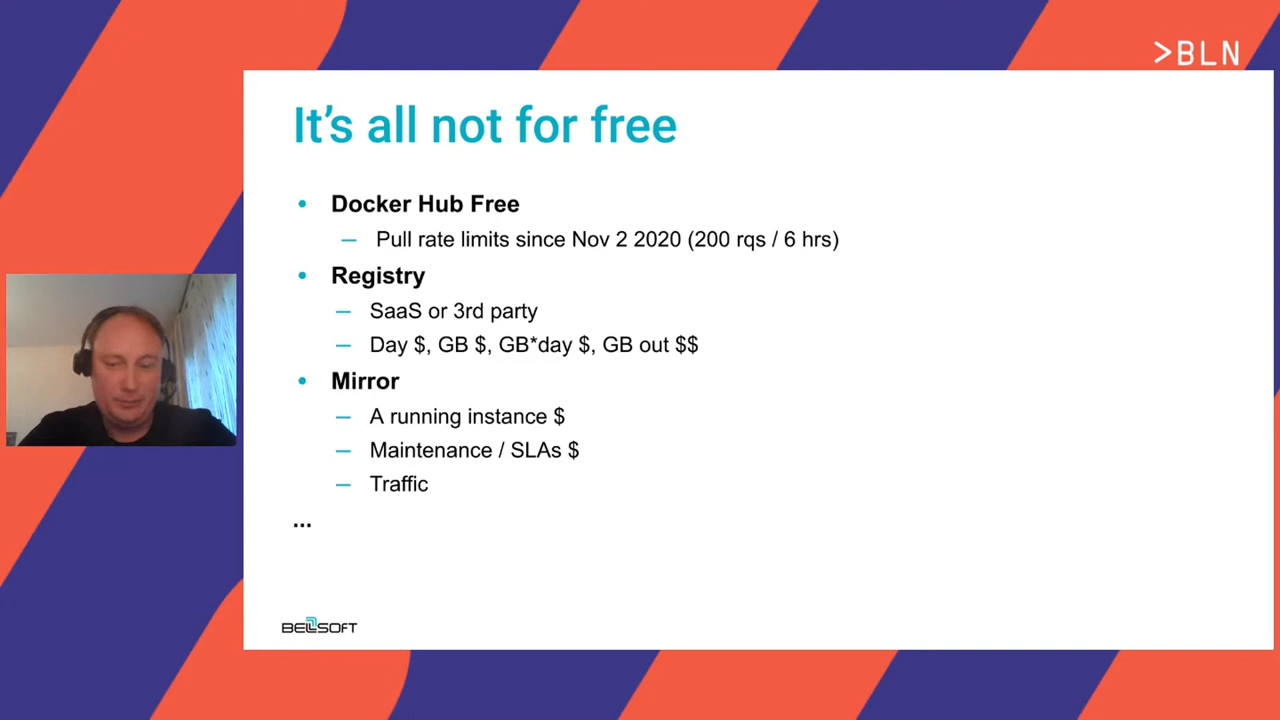 >BLN
It's all not for free
• Docker Hub Free
– Pull rate limits since Nov 2 2020 (200 rqs / 6 hrs)
• Registry
– SaaS or 3rd party
– Day $, GB $, GB*day $, GB out $$
• Mirror
– A running instance $
– Maintenance / SLAs $
– Traffic
...
BELLSOFT